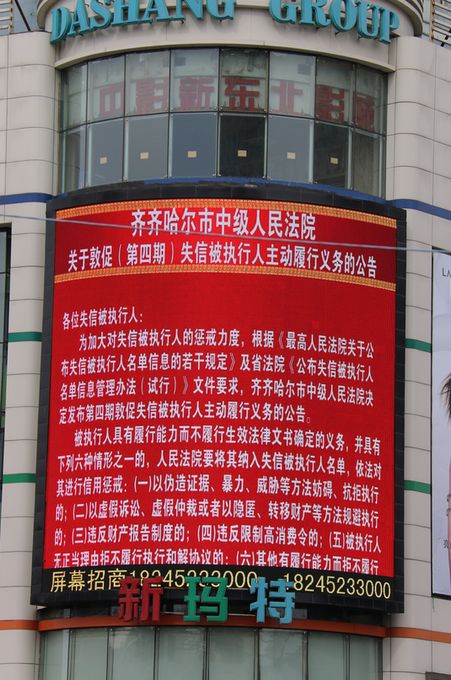 DASHANG GROUP
齐齐哈尔市中级人民法院
关于敦促（第四期）失信被执行人主动履行义务的公告
各位失信被执行人：
为加大对失信被执行人的惩戒力度，根据《最高人民法院关于公
布失信被执行人名单信息的若干规定》及省法院《公布失信被执行人
名单信息管理办法（试行）》文件要求，齐齐哈尔市中级人民法院决
定发布第四期敦促失信被执行人主动履行义务的公告。
被执行人具有履行能力而不履行生效法律文书确定的义务，并具有
下列六种情形之一的，人民法院要将其纳入失信被执行人名单，依法对
其进行信用惩戒：(一)以伪造证据、暴力、威胁等方法妨碍、抗拒执行
的；(二)以虚假诉讼、虚假仲裁或者以隐匿、转移财产等方法规避执行
的；(三)违反财产报告制度的；(四)违反限制高消费令的；(五)被执行人
无正当理由拒不履行执行和解协议的；(六)其他有履行能力而拒不履行
屏幕招商18245233000 18245233000
新玛特